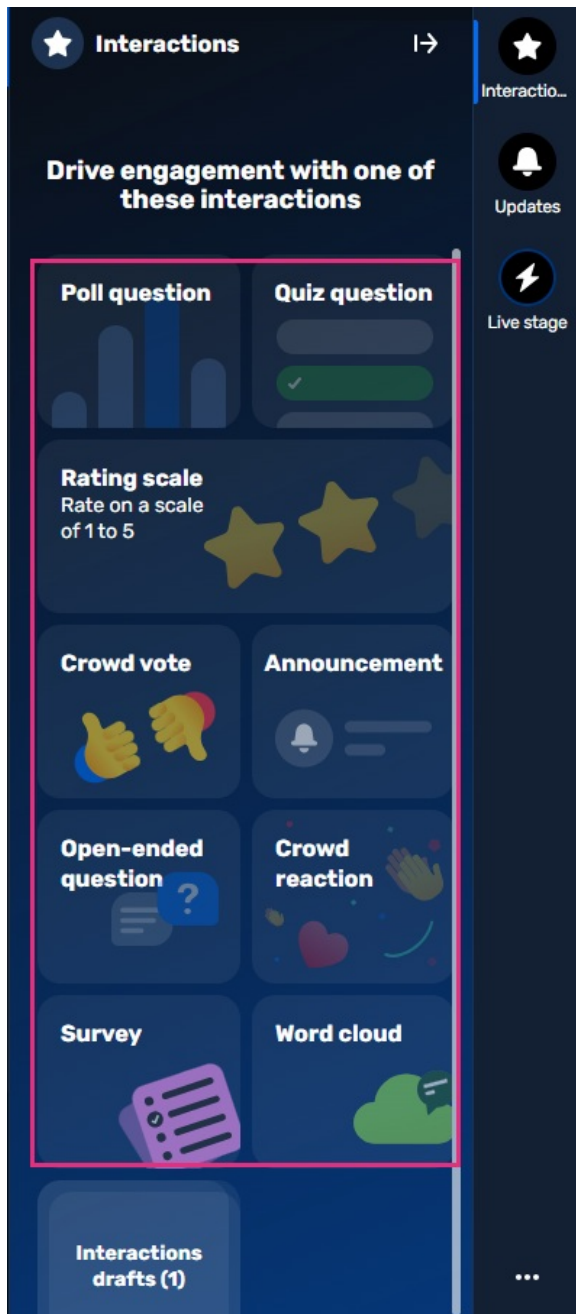 Interactions
Interactio...
Updates
Live stage
Drive engagement with one of
these interactions
Poll question
Quiz question
Rating scale
Rate on a scale
of 1 to 5
Crowd vote
Announcement
Open-ended
question
?
Crowd
reaction
Survey
Word cloud
Interactions
drafts (1)